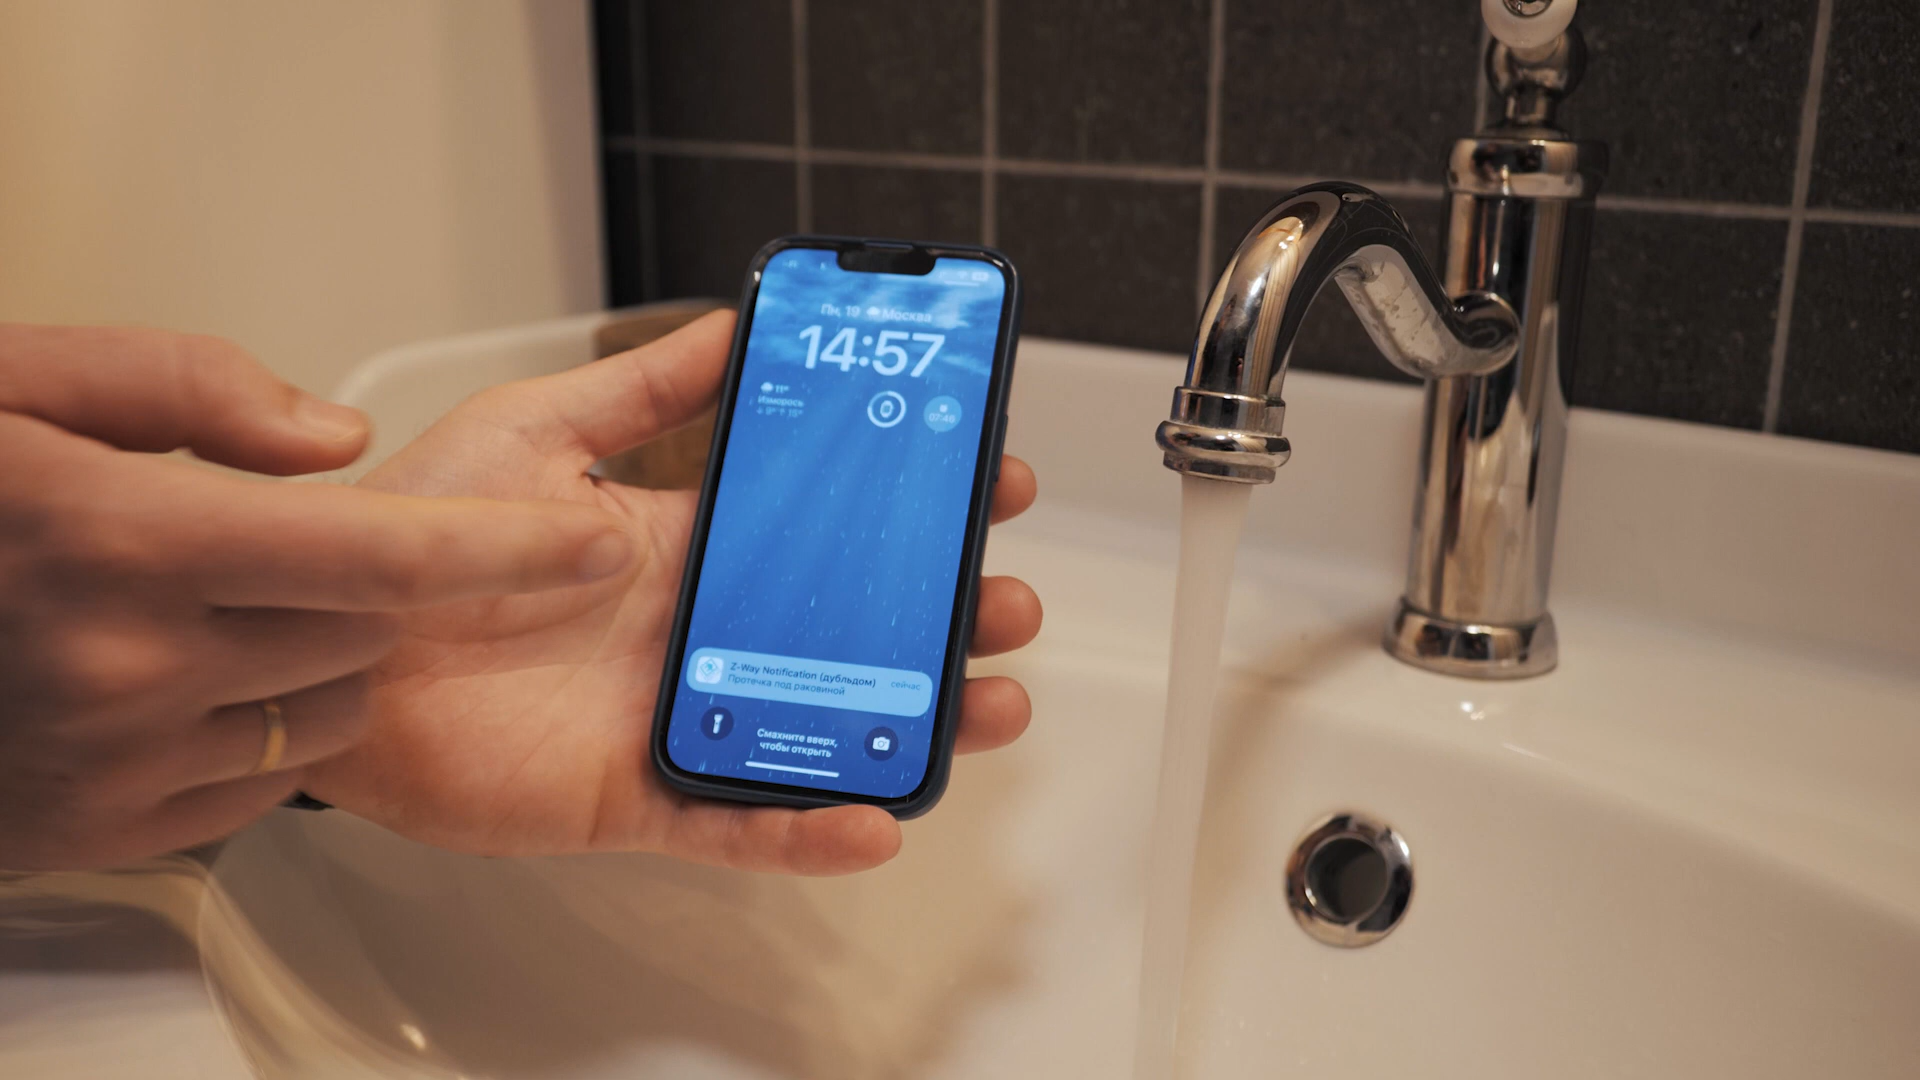 Пн, 19 Москва
14:57
11°
Изморось
07:46
Z-Way Notification (дубльдом)
сейчас
Протечка под раковиной
Смахните вверх,
чтобы открыть